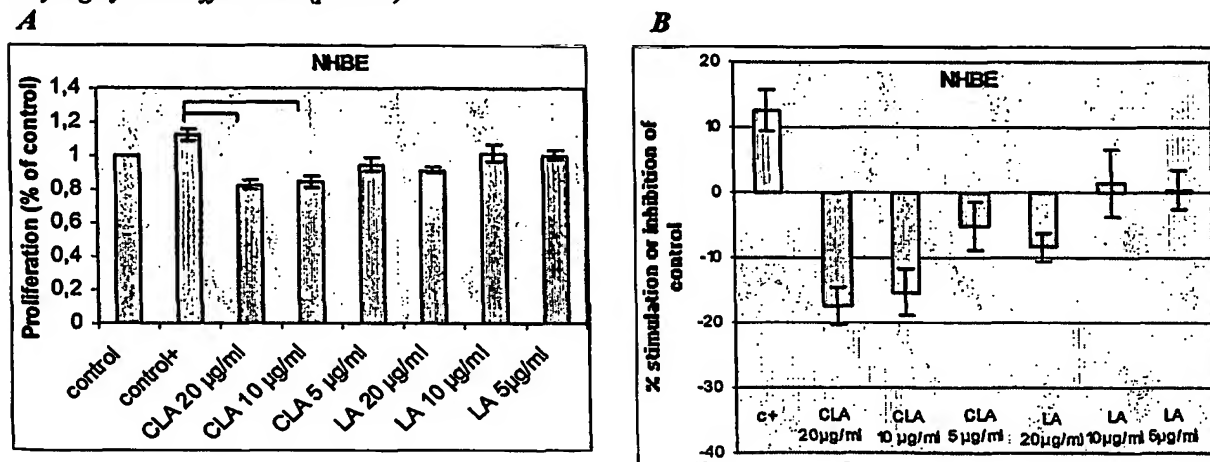 A
NHBE
Proliferation (% of control)
1,4
1,2
1
0,8
0,6
0,4
0,2
0
control
control+
CLA 20 µg/ml
CLA 10 µg/ml
CLA 5 µg/ml
LA 20 µg/ml
LA 10 µg/ml
LA 5µg/ml
B
NHBE
% stimulation or inhibition of
control
20
10
0
-10
-20
-30
-40
c+
CLA
20µg/ml
CLA
10 µg/ml
CLA
5 µg/ml
LA
20µg/ml
LA
10µg/ml
LA
5µg/ml